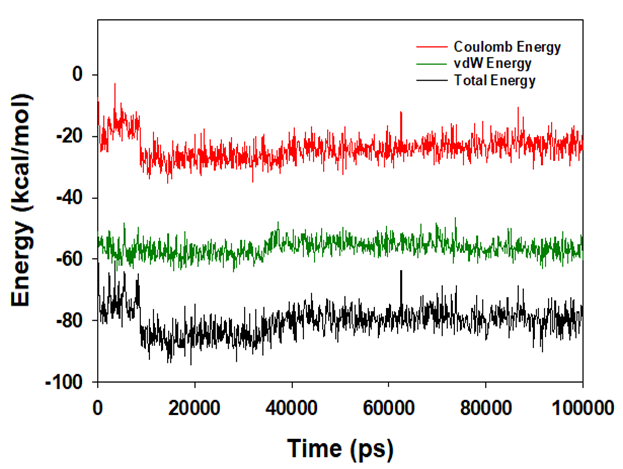 Coulomb Energy
vdW Energy
Total Energy
0
-20
-40
-60
-80
-100
Energy (kcal/mol)
0 20000 40000 60000 80000 100000
Time (ps)